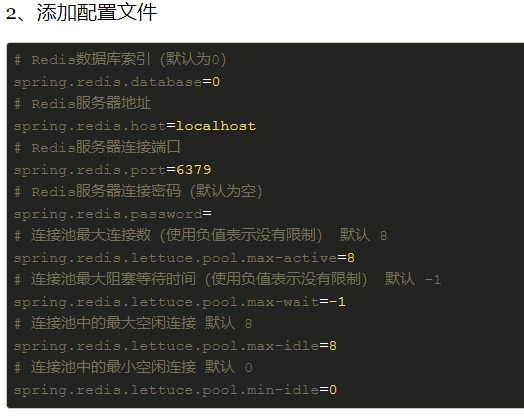 2、添加配置文件
# Redis数据库索引（默认为0）
spring.redis.database=0
# Redis服务器地址
spring.redis.host=localhost
# Redis服务器连接端口
spring.redis.port=6379
# Redis服务器连接密码（默认为空）
spring.redis.password=
# 连接池最大连接数（使用负值表示没有限制） 默认 8
spring.redis.lettuce.pool.max-active=8
# 连接池最大阻塞等待时间（使用负值表示没有限制） 默认 -1
spring.redis.lettuce.pool.max-wait=-1
# 连接池中的最大空闲连接 默认 8
spring.redis.lettuce.pool.max-idle=8
# 连接池中的最小空闲连接 默认 0
spring.redis.lettuce.pool.min-idle=0